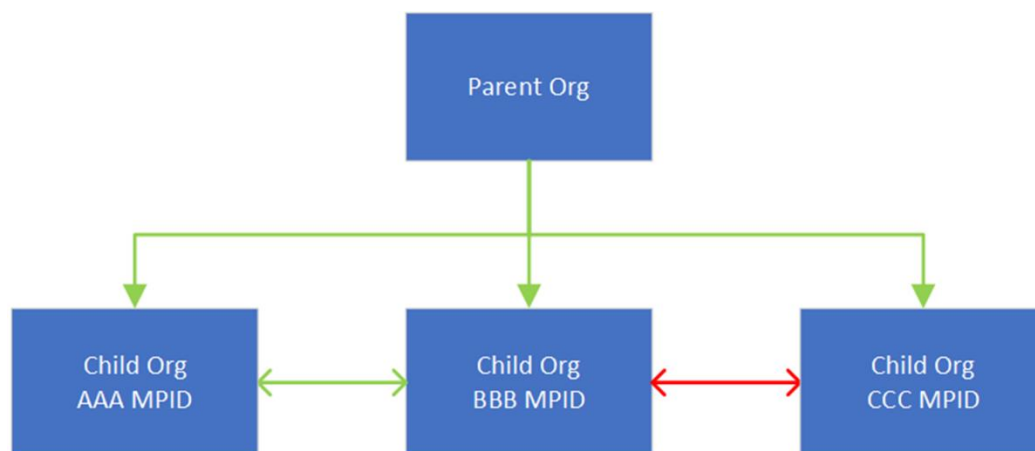 Parent Org
Child Org
AAA MPID
Child Org
BBB MPID
Child Org
CCC MPID